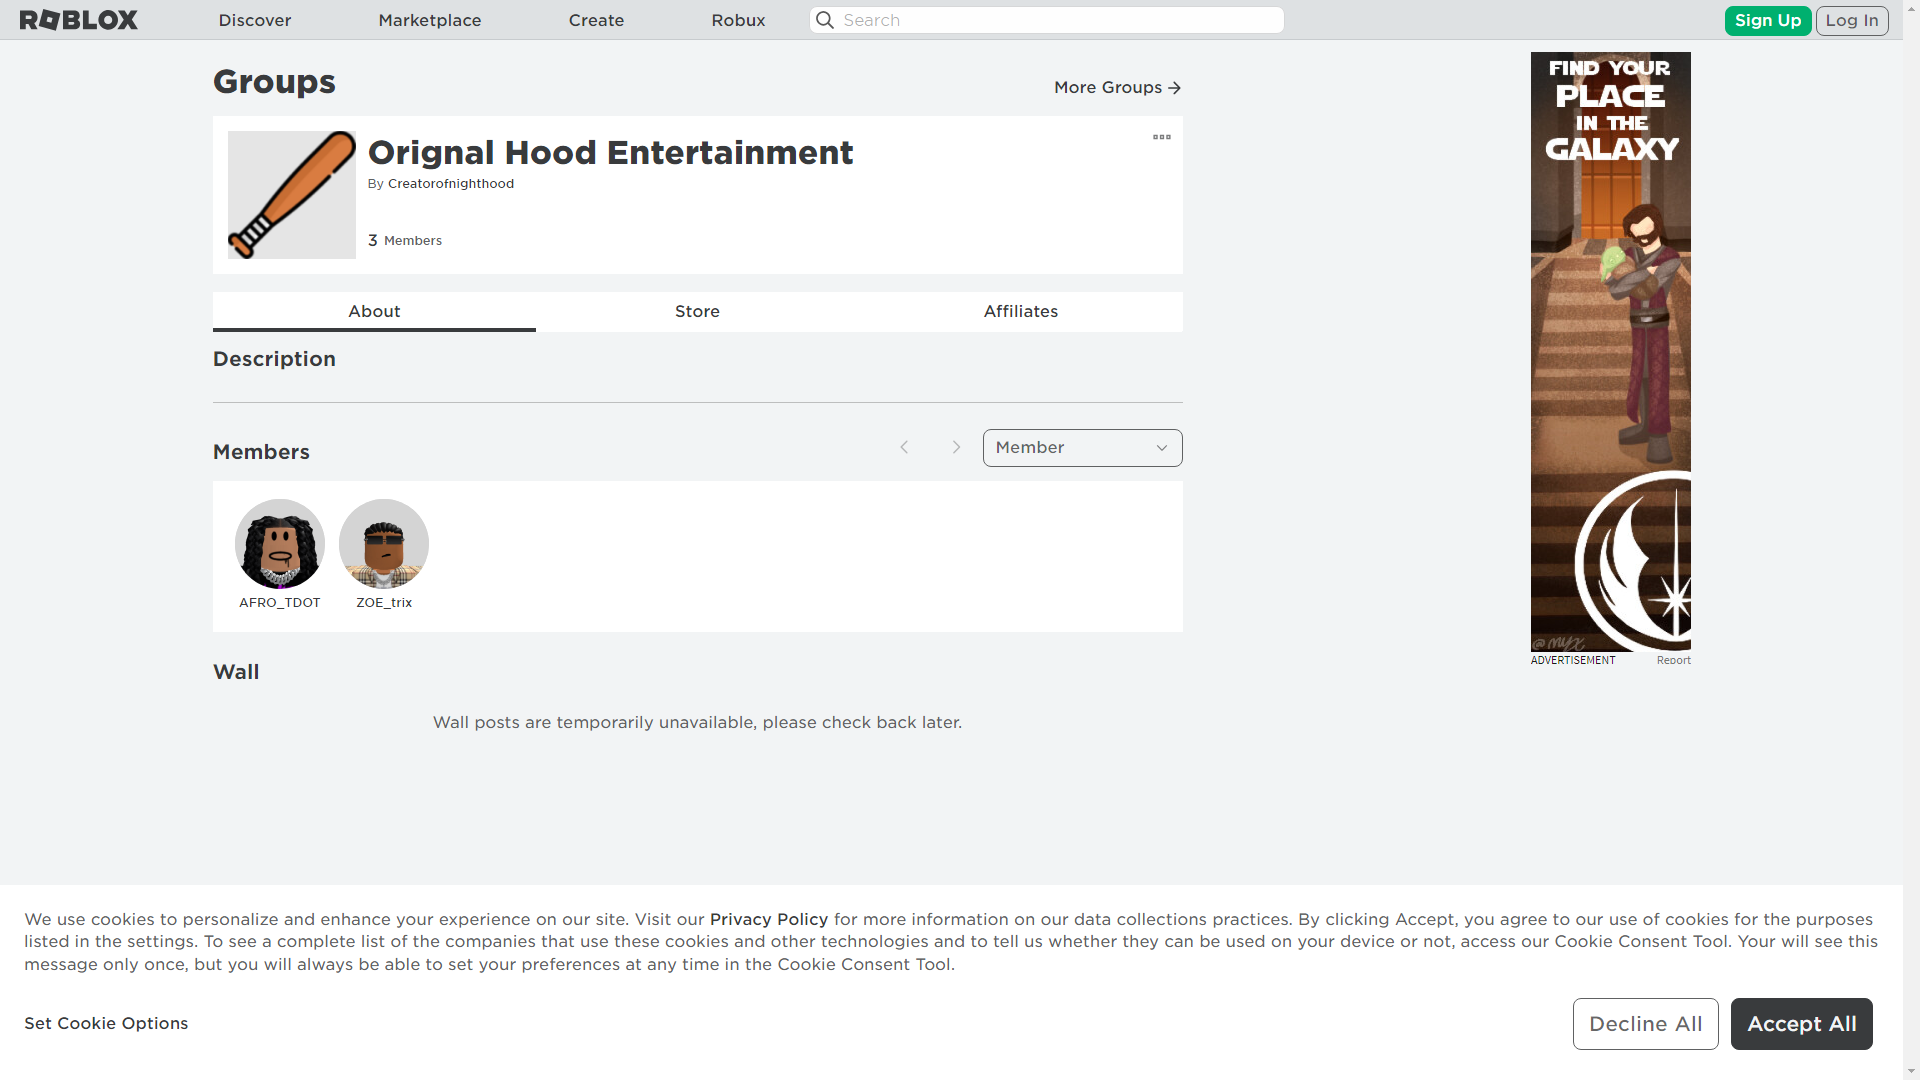 ROBLOX
Discover
Marketplace
Create
Robux
Search
Sign Up
Log In
Groups
More Groups
Orignal Hood Entertainment
By Creatorofnighthood
3 Members
About
Store
Affiliates
Description
Members
Member
AFRO_TDOT
ZOE_trix
Wall
Wall posts are temporarily unavailable, please check back later.
FIND YOUR
PLACE
IN THE
GALAXY
@myx
ADVERTISEMENT
Report
We use cookies to personalize and enhance your experience on our site. Visit our Privacy Policy for more information on our data collections practices. By clicking Accept, you agree to our use of cookies for the purposes
listed in the settings. To see a complete list of the companies that use these cookies and other technologies and to tell us whether they can be used on your device or not, access our Cookie Consent Tool. Your will see this
message only once, but you will always be able to set your preferences at any time in the Cookie Consent Tool.
Set Cookie Options
Decline All
Accept All